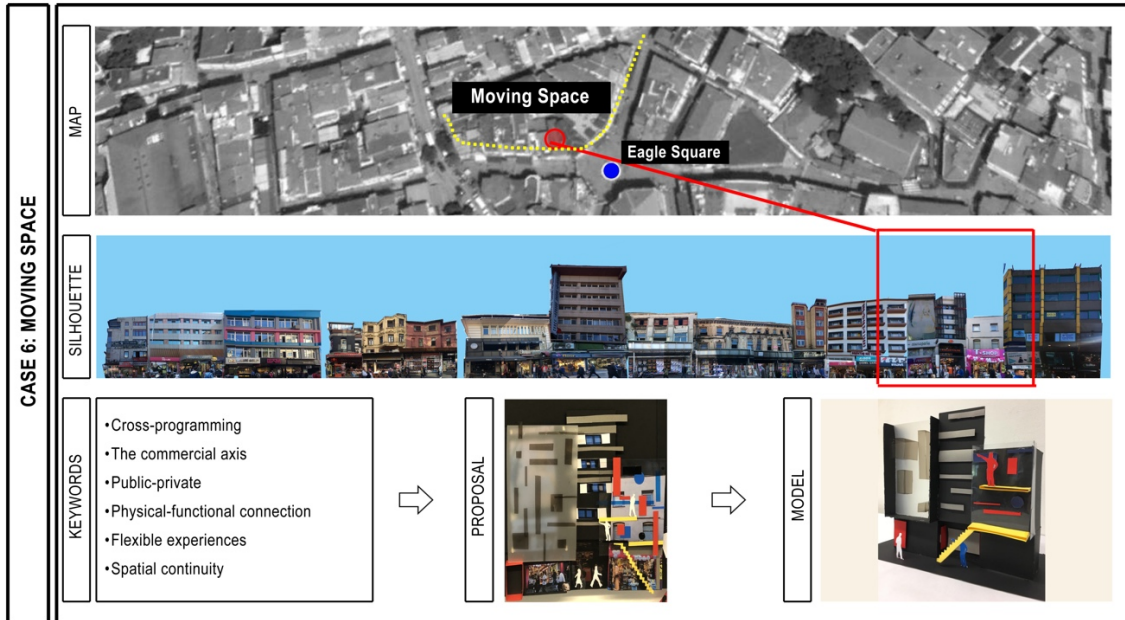 CASE 6: MOVING SPACE
MAP
Moving Space
Eagle Square
SILHOUETTE
KEYWORDS
•Cross-programming
•The commercial axis
•Public-private
•Physical-functional connection
•Flexible experiences
•Spatial continuity
PROPOSAL
MODEL